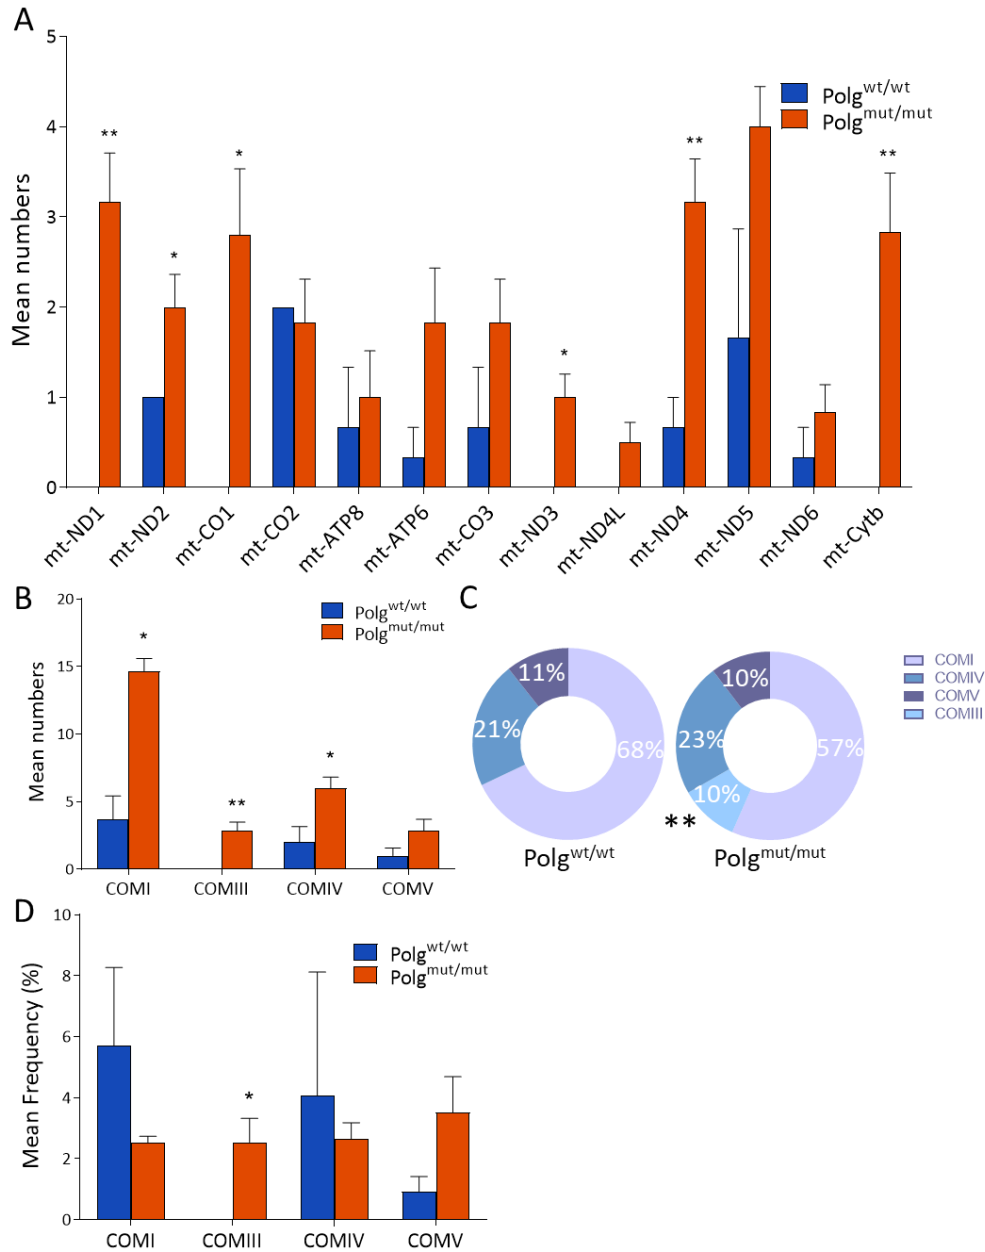 A
5
4
3
2
1
0
Mean numbers
Polg^wt/wt
Polg^mut/mut
**
*
*
*
**
**
mt-ND1 mt-ND2 mt-CO1 mt-CO2 mt-ATP8 mt-ATP6 mt-CO3 mt-ND3 mt-ND4L mt-ND4 mt-ND5 mt-ND6 mt-Cytb
B
20
15
10
5
0
Mean numbers
Polg^wt/wt
Polg^mut/mut
*
**
*
COMI COMIII COMIV COMV
C
11%
21%
68%
Polg^wt/wt
10%
23%
57%
10%
**
Polg^mut/mut
COMI
COMIV
COMV
COMIII
D
10
8
6
4
2
0
Mean Frequency (%)
Polg^wt/wt
Polg^mut/mut
*
COMI COMIII COMIV COMV